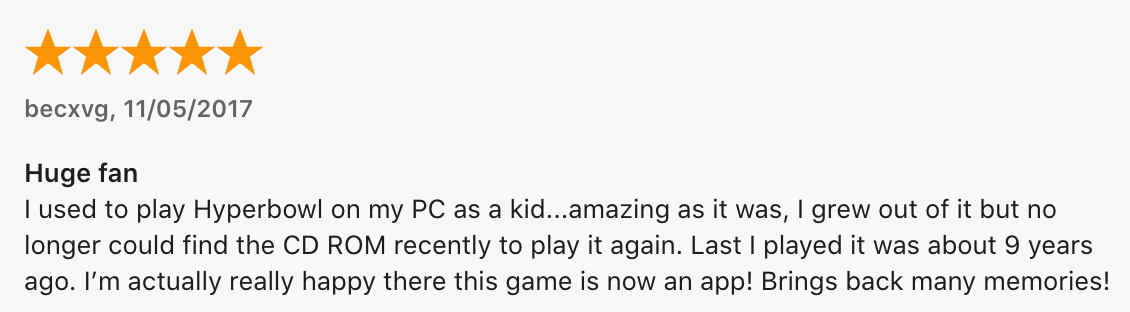 becxvg, 11/05/2017
Huge fan
I used to play Hyperbowl on my PC as a kid...amazing as it was, I grew out of it but no
longer could find the CD ROM recently to play it again. Last I played it was about 9 years
ago. I’m actually really happy there this game is now an app! Brings back many memories!